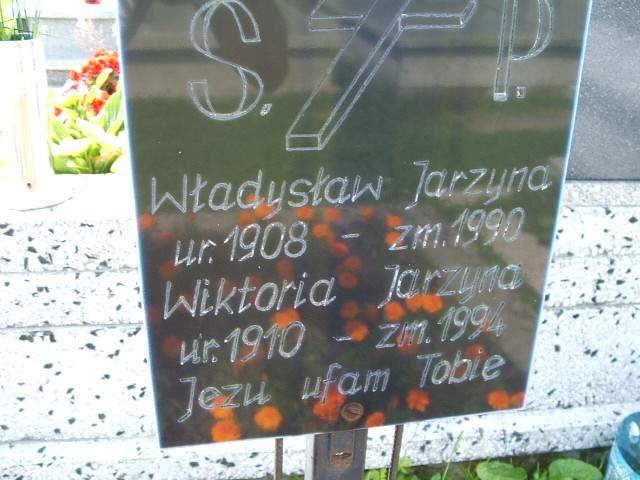 Ś. P.
Władysław Jarzyna
ur. 1908 - zm. 1990
Wiktoria Jarzyna
ur. 1910 - zm. 1994
Jezu ufam Tobie